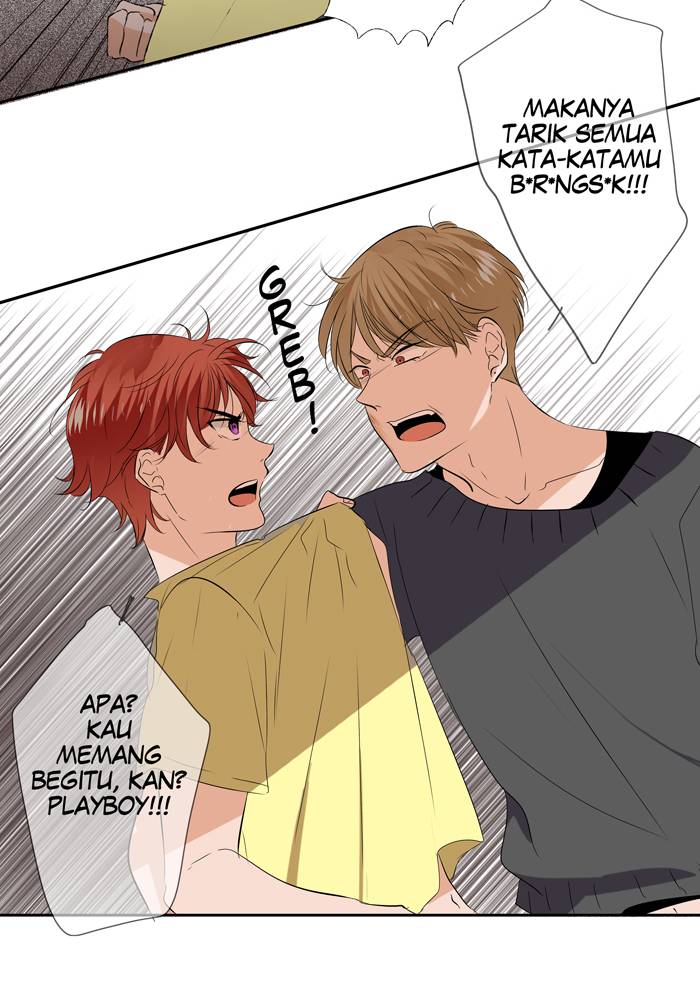 MAKANYA
TARIK SEMUA
KATA-KATAMU
B*R*NGS*K!!!
GREB!
APA?
KAU
MEMANG
BEGITU, KAN?
PLAYBOY!!!